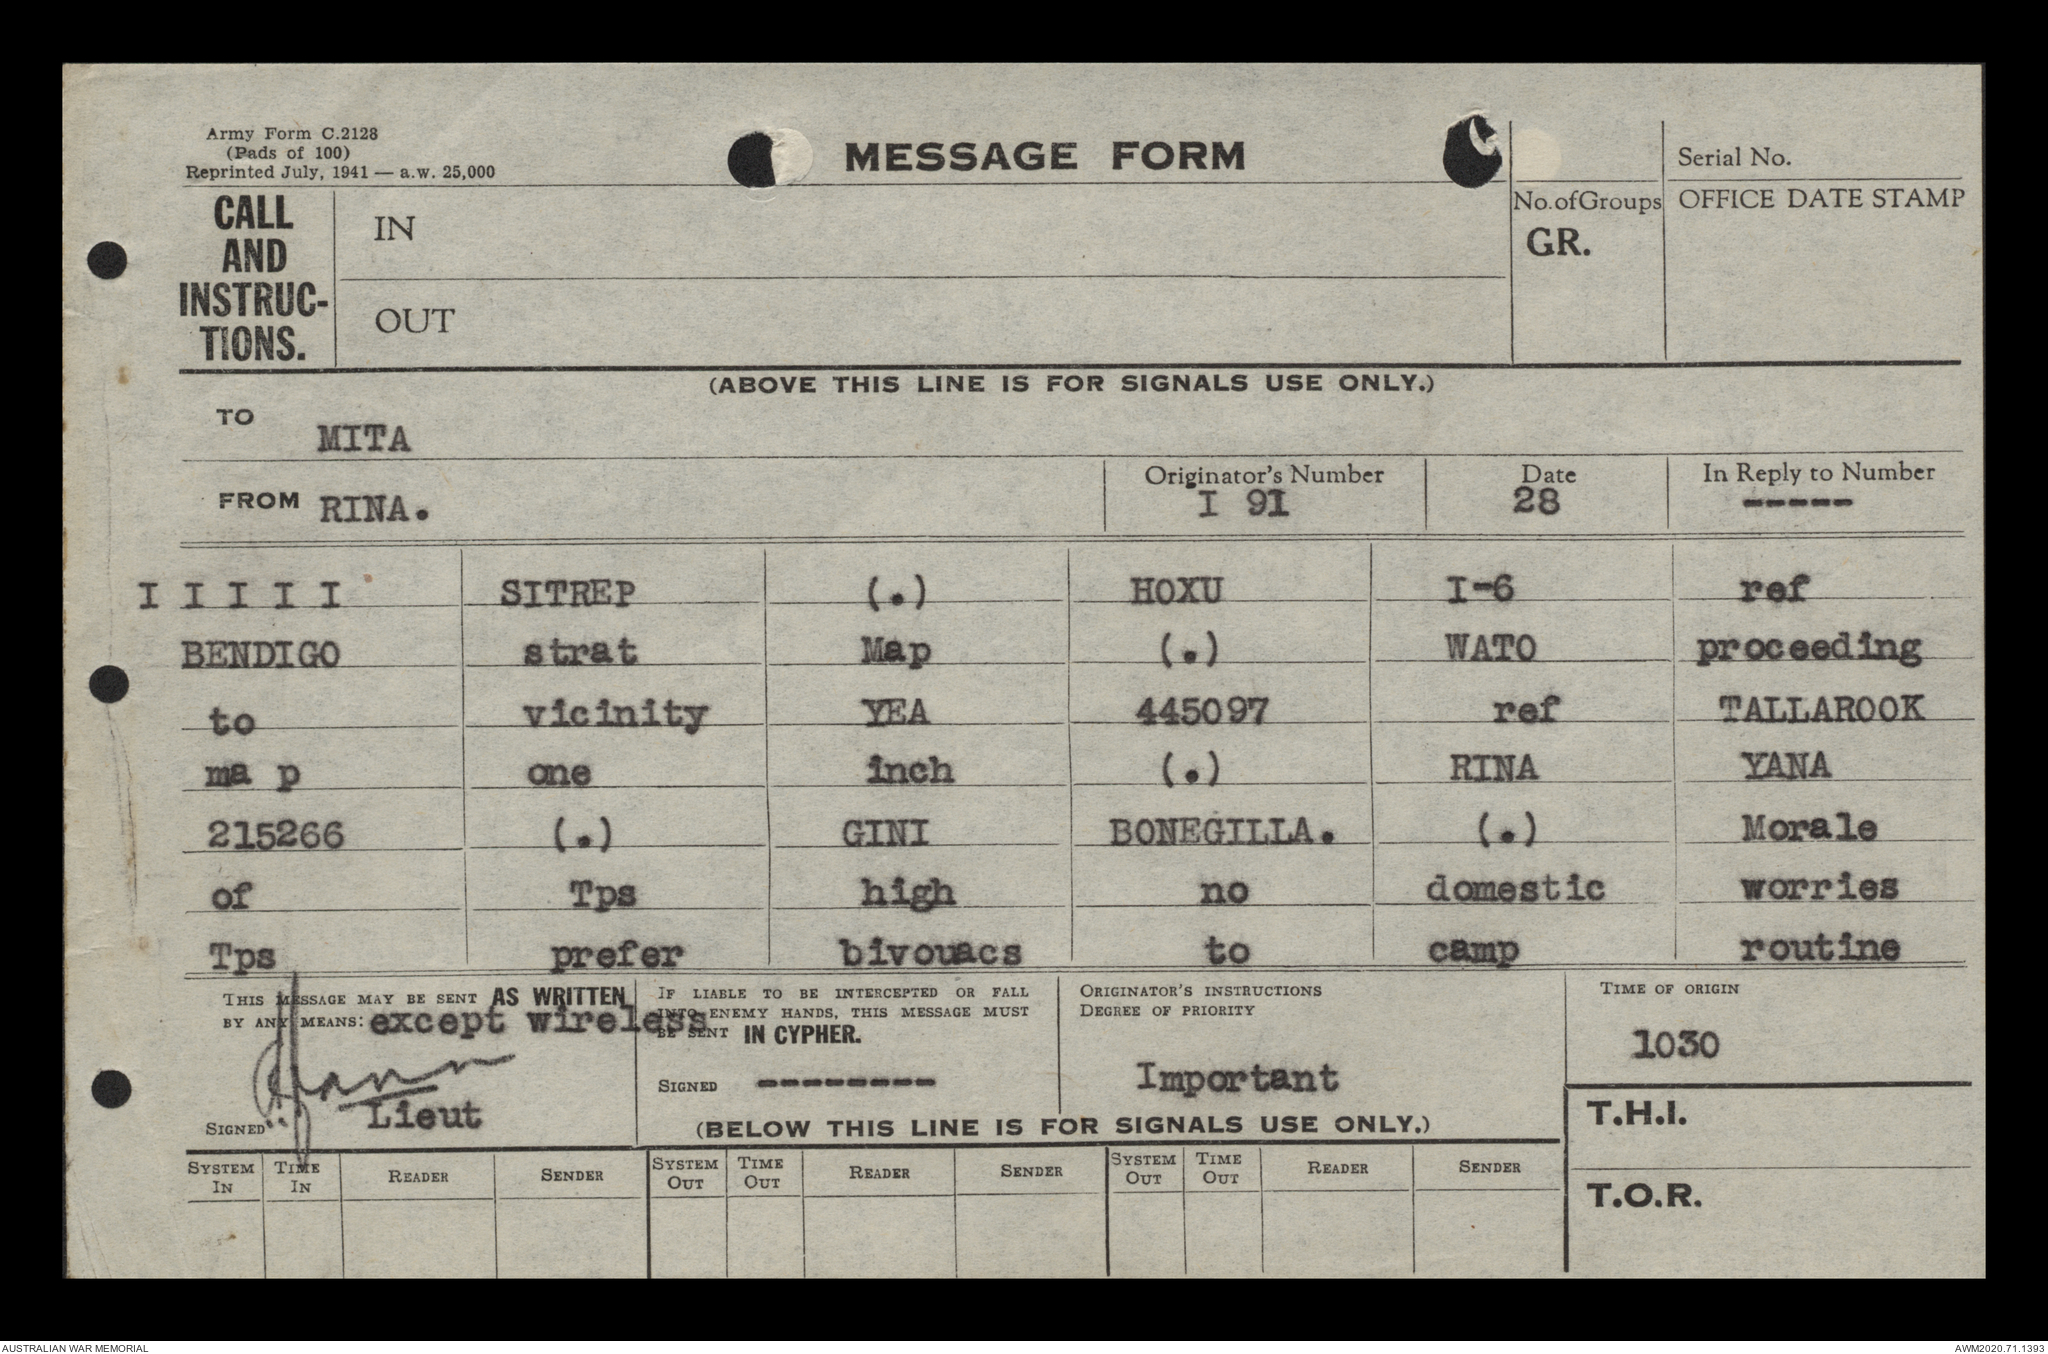 Army Form C.2128
(Pads of 100)
Reprinted July, 1941 — a.w. 25,000
MESSAGE FORM
Serial No.
CALL
AND
INSTRUC-
TIONS.
IN
OUT
No. of Groups
GR.
OFFICE DATE STAMP
(ABOVE THIS LINE IS FOR SIGNALS USE ONLY.)
TO MITA
FROM RINA.
Originator's Number
I 91
Date
28
In Reply to Number
-----
I I I I I SITREP (.) HOXU I-6 ref
BENDIGO strat Map (.) WATO proceeding
to vicinity YEA 445097 ref TALLAROOK
ma p one inch (.) RINA YANA
215266 (.) GINI BONEGILLA. (.) Morale
of Tps high no domestic worries
Tps prefer bivouacs to camp routine
THIS MESSAGE MAY BE SENT AS WRITTEN
BY ANY MEANS: except wireless
Lieut
SIGNED
IF LIABLE TO BE INTERCEPTED OR FALL
INTO ENEMY HANDS, THIS MESSAGE MUST
BE SENT IN CYPHER.
SIGNED --------
ORIGINATOR'S INSTRUCTIONS
DEGREE OF PRIORITY
Important
TIME OF ORIGIN
1030
T.H.I.
T.O.R.
(BELOW THIS LINE IS FOR SIGNALS USE ONLY.)
SYSTEM IN TIME IN READER SENDER SYSTEM OUT TIME OUT READER SENDER SYSTEM OUT TIME OUT READER SENDER
AUSTRALIAN WAR MEMORIAL
AWM2020.71.1393